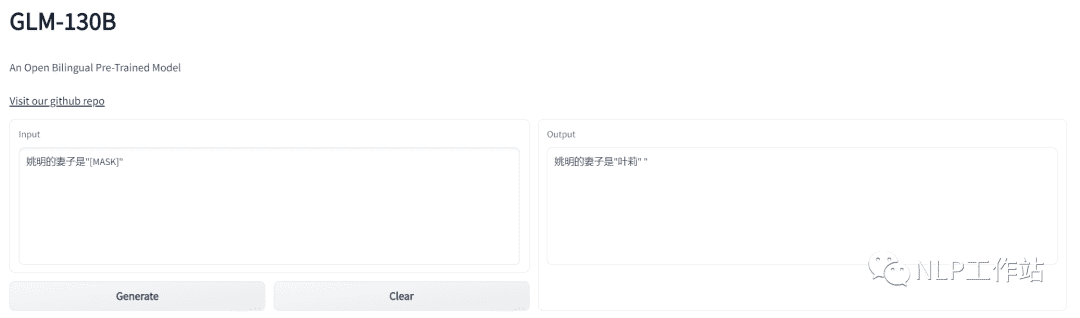 GLM-130B
An Open Bilingual Pre-Trained Model
Visit our github repo
Input
姚明的妻子是"[MASK]"
Output
姚明的妻子是"叶莉" "
Generate
Clear
NLP工作站